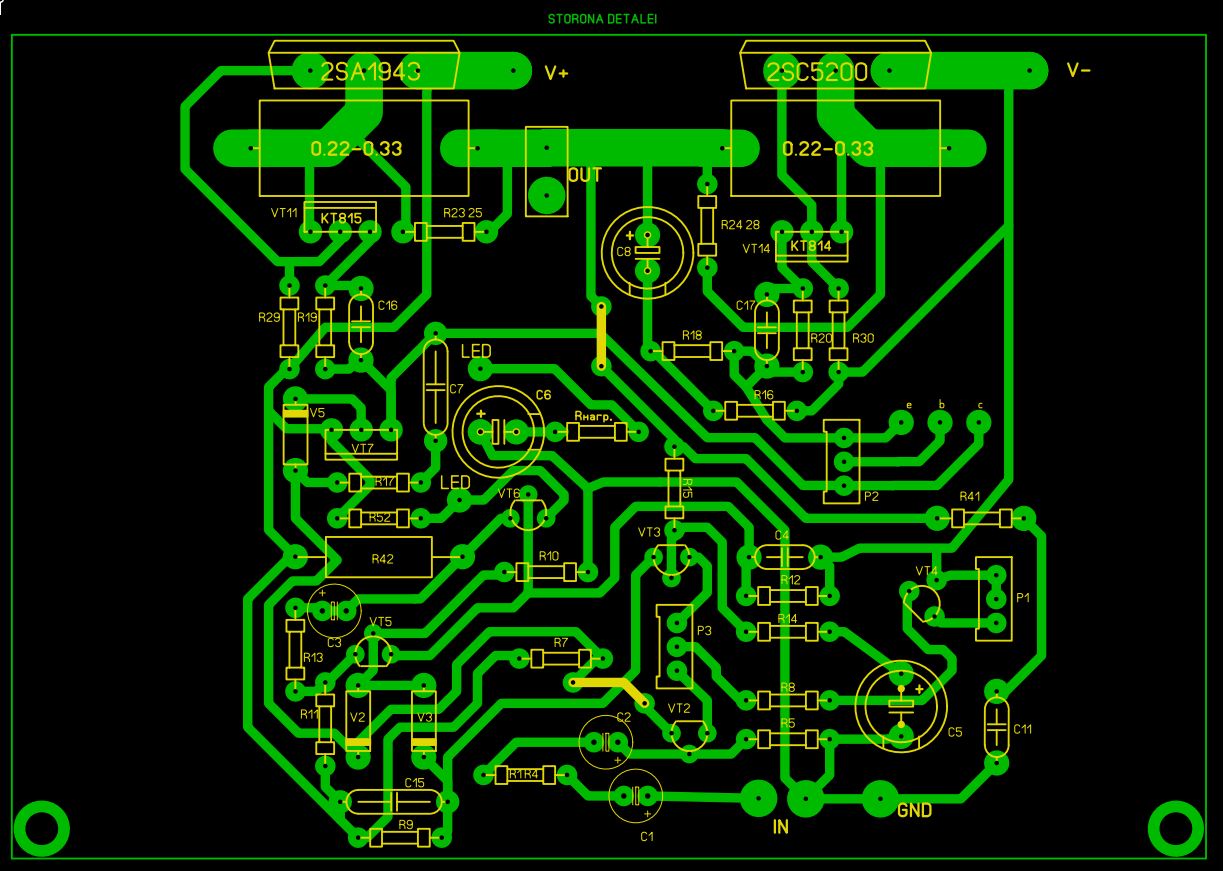 STORONA DETALEI
2SA1943
V+
2SC5200
V-
0.22-0.33
0.22-0.33
OUT
VT11
KT815
R23 25
R24 28
VT14
KT814
C8
R29
R19
C16
C17
R20
R30
R18
LED
C7
C6
R16
Rнагр.
e
b
c
V5
VT7
R17
LED
VT6
R15
P2
R41
R52
VT3
C4
R42
R10
R12
VT4
P1
C3
VT5
R14
P3
R13
R7
R11
V2
V3
R8
VT2
C2
R5
C5
C11
R1R4
C15
R9
C1
IN
GND
+
+
+
+
+
+